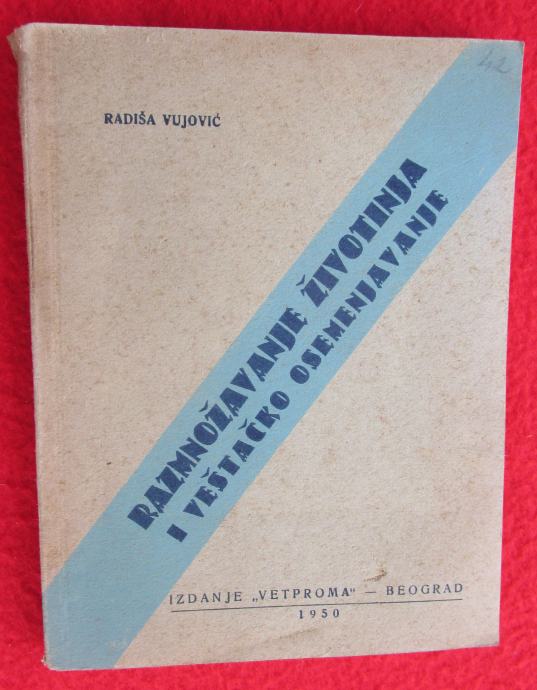 42
RADIŠA VUJOVIĆ
RAZMNOŽAVANJE ŽIVOTINJA
I VEŠTAČKO OSEMENJAVANJE
IZDANJE „VETPROMA“ — BEOGRAD
1950